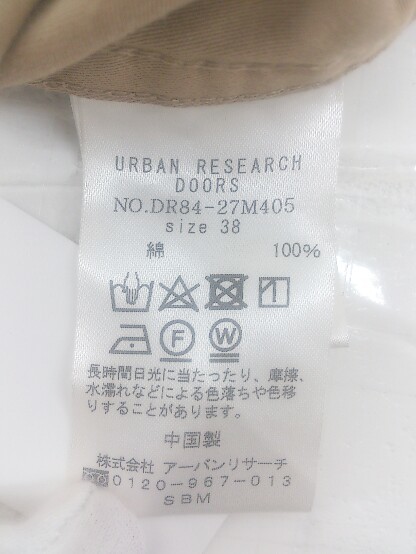 URBAN RESEARCH
DOORS
NO.DR84-27M405
size 38
綿 100%
F W
長時間日光に当たったり、摩擦、
水濡れなどによる色落ちや色移
りすることがあります。
中国製
株式会社 アーバンリサーチ
0120-967-013
SBM